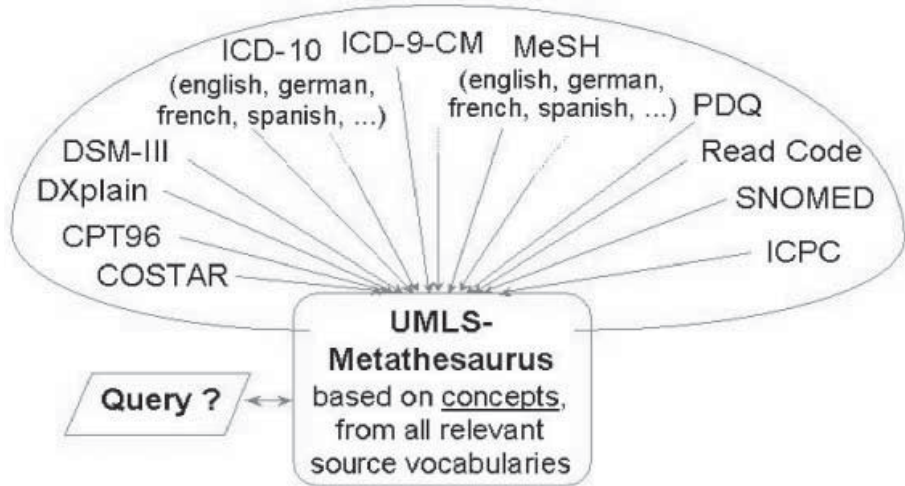 ICD-10
(english, german,
french, spanish, ...)
ICD-9-CM
MeSH
(english, german,
french, spanish, ...)
PDQ
DSM-III
Read Code
DXplain
SNOMED
CPT96
ICPC
COSTAR
UMLS-
Metathesaurus
based on concepts,
from all relevant
source vocabularies
Query ?